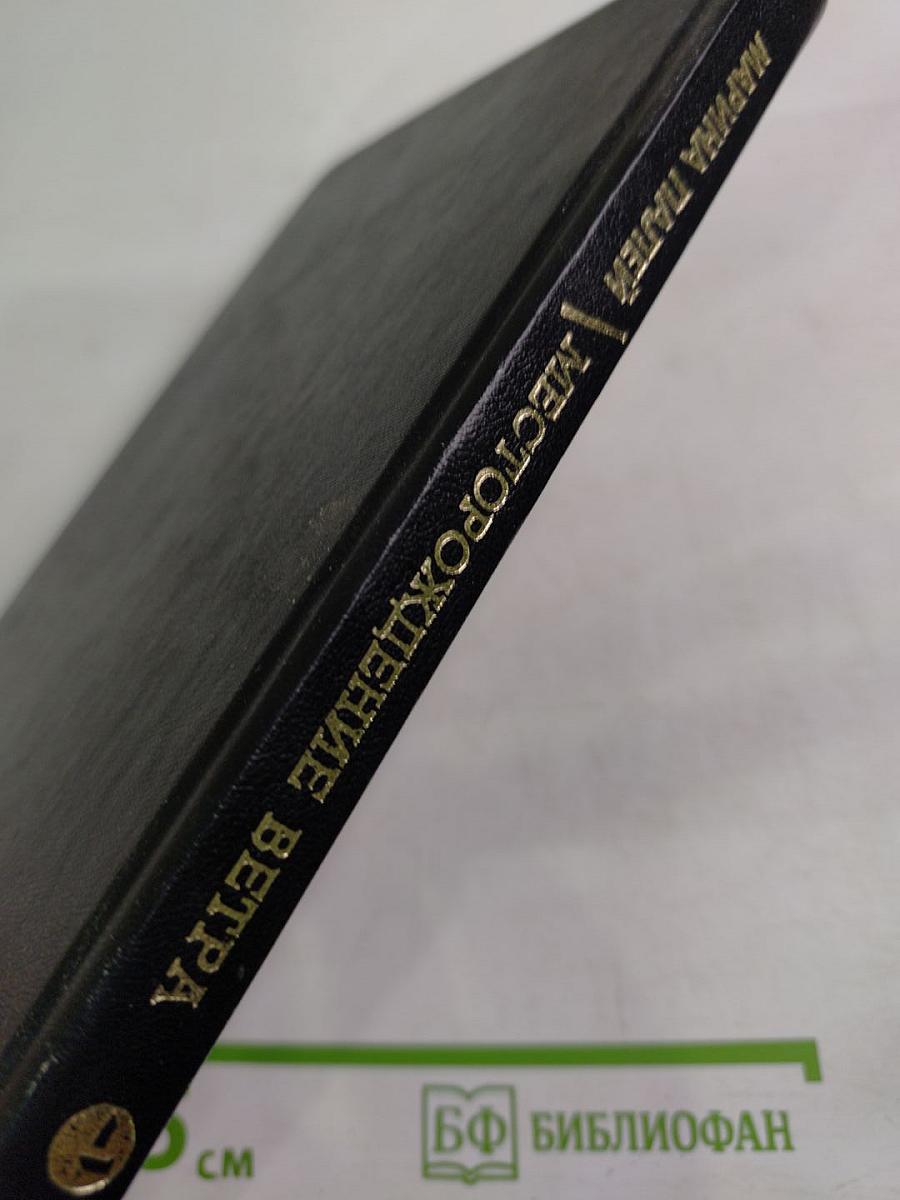 МАРИНА ПАЛЕЙ / МЕСТОРОЖДЕНИЕ ВЕТРА
см
БФ БИБЛИОФАН